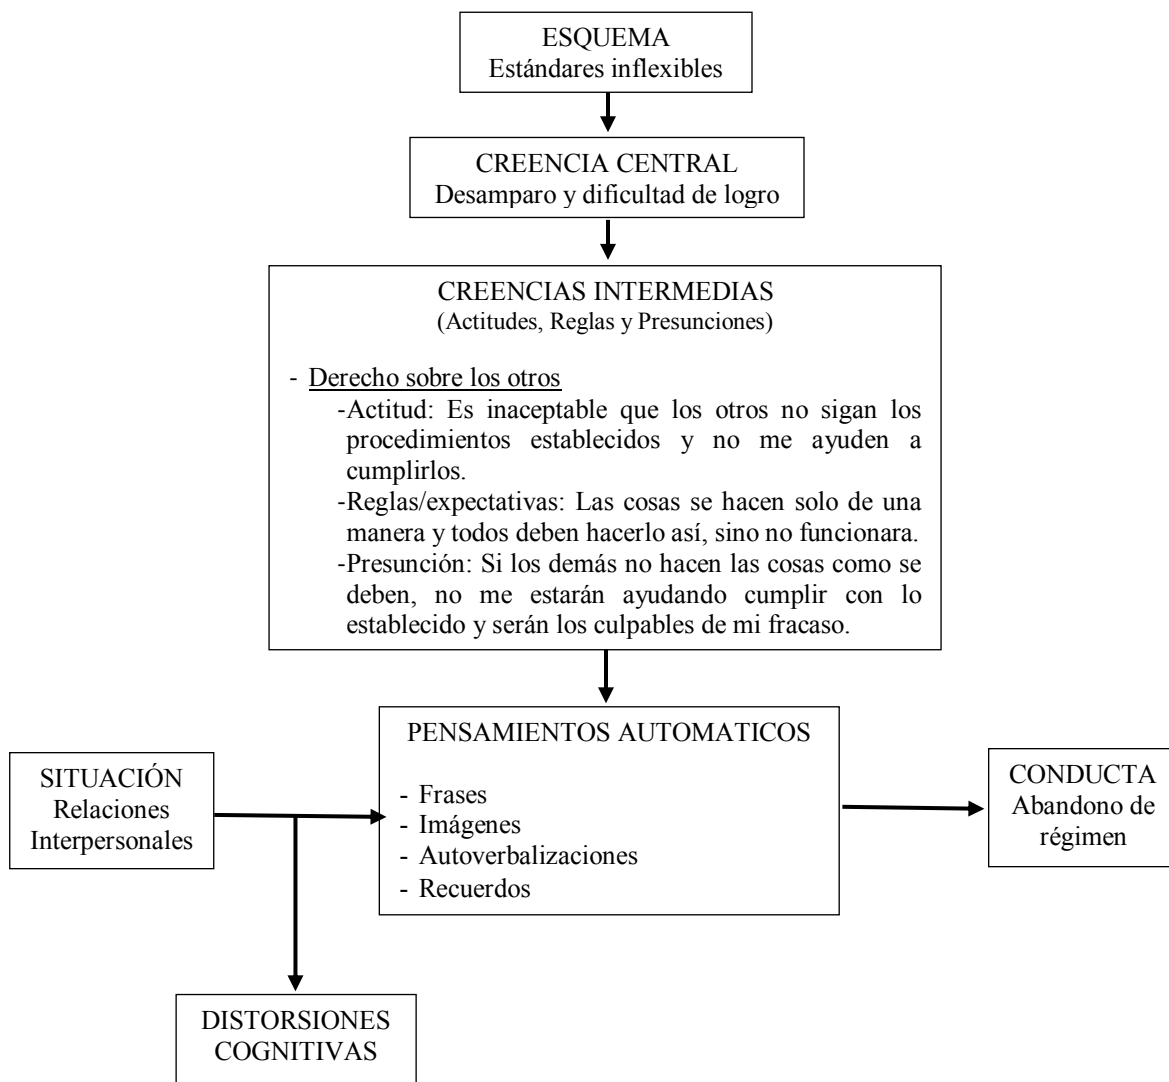 ESQUEMA
Estándares inflexibles
CREENCIA CENTRAL
Desamparo y dificultad de logro
CREENCIAS INTERMEDIAS
(Actitudes, Reglas y Presunciones)
- Derecho sobre los otros
-Actitud: Es inaceptable que los otros no sigan los
procedimientos establecidos y no me ayuden a
cumplirlos.
-Reglas/expectativas: Las cosas se hacen solo de una
manera y todos deben hacerlo así, sino no funcionara.
-Presunción: Si los demás no hacen las cosas como se
deben, no me estarán ayudando cumplir con lo
establecido y serán los culpables de mi fracaso.
PENSAMIENTOS AUTOMATICOS
- Frases
- Imágenes
- Autoverbalizaciones
- Recuerdos
SITUACIÓN
Relaciones
Interpersonales
CONDUCTA
Abandono de
régimen
DISTORSIONES
COGNITIVAS